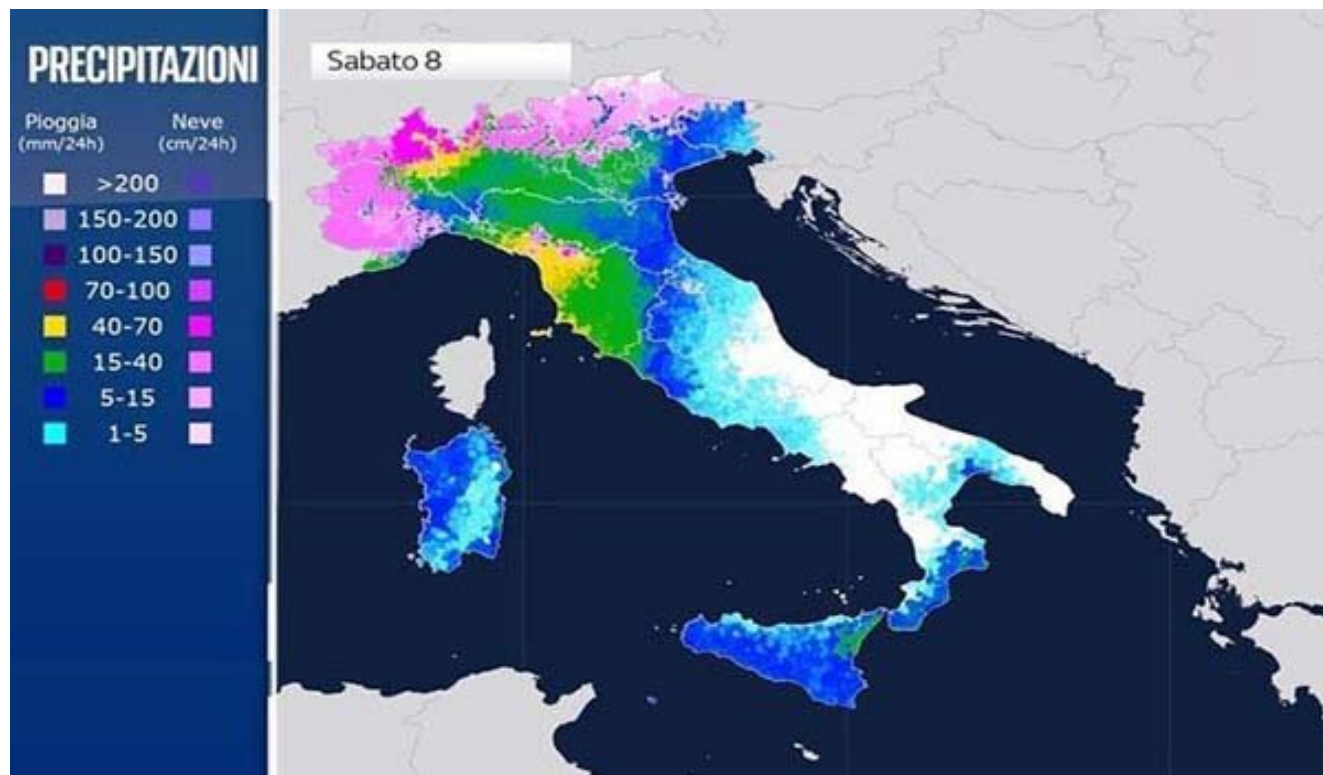 PRECIPITAZIONI
Sabato 8
Pioggia Neve
(mm/24h) (cm/24h)
>200
150-200
100-150
70-100
40-70
15-40
5-15
1-5